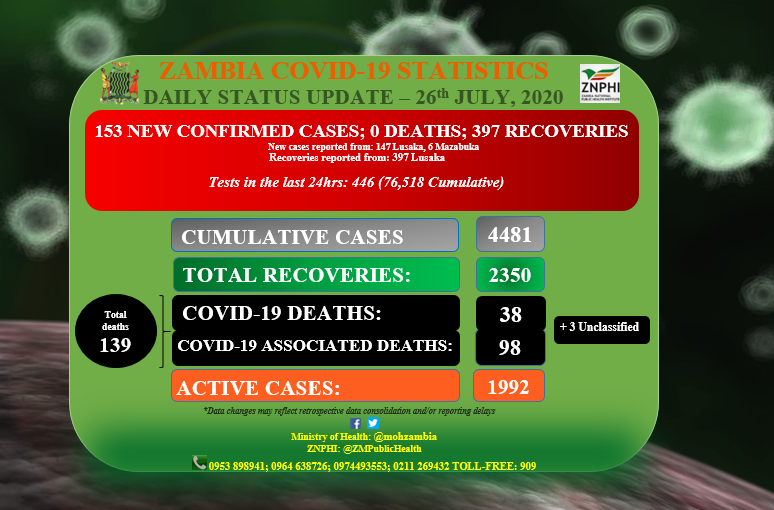 ZAMBIA COVID-19 STATISTICS
DAILY STATUS UPDATE – 26th JULY, 2020
ZNPHI
ZAMBIA NATIONAL
PUBLIC HEALTH INSTITUTE
153 NEW CONFIRMED CASES; 0 DEATHS; 397 RECOVERIES
New cases reported from: 147 Lusaka, 6 Mazabuka
Recoveries reported from: 397 Lusaka
Tests in the last 24hrs: 446 (76,518 Cumulative)
CUMULATIVE CASES 4481
TOTAL RECOVERIES: 2350
Total
deaths
139
COVID-19 DEATHS: 38
COVID-19 ASSOCIATED DEATHS: 98
+ 3 Unclassified
ACTIVE CASES: 1992
*Data changes may reflect retrospective data consolidation and/or reporting delays
Ministry of Health: @mohzambia
ZNPHI: @ZMPublicHealth
0953 898941; 0964 638726; 0974493553; 0211 269432 TOLL-FREE: 909